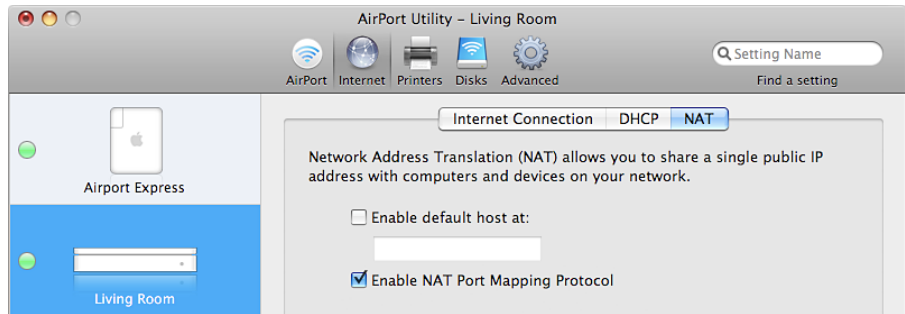 AirPort Utility – Living Room
AirPort Internet Printers Disks Advanced
Setting Name
Find a setting
Airport Express
Living Room
Internet Connection DHCP NAT
Network Address Translation (NAT) allows you to share a single public IP
address with computers and devices on your network.
Enable default host at:
Enable NAT Port Mapping Protocol